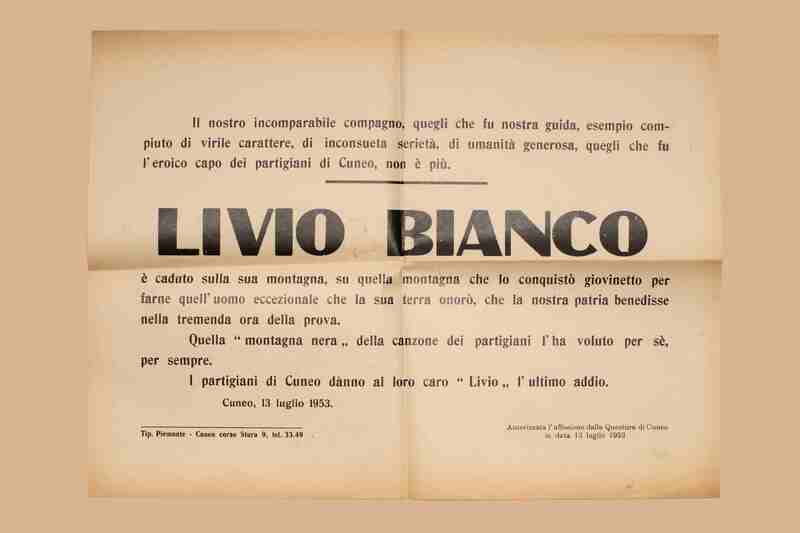 Il nostro incomparabile compagno, quegli che fu nostra guida, esempio com-
piuto di virile carattere, di inconsueta serietà, di umanità generosa, quegli che fu
l'eroico capo dei partigiani di Cuneo, non è più.
LIVIO BIANCO
è caduto sulla sua montagna, su quella montagna che lo conquistò giovinetto per
farne quell'uomo eccezionale che la sua terra onorò, che la nostra patria benedisse
nella tremenda ora della prova.
Quella “ montagna nera „ della canzone dei partigiani l'ha voluto per sè,
per sempre.
I partigiani di Cuneo dànno al loro caro “ Livio „ l'ultimo addio.
Cuneo, 13 luglio 1953.
Tip. Piemonte - Cuneo corso Stura 9, tel. 33.49
Autorizzata l'affissione dalla Questura di Cuneo
in data 13 luglio 1953